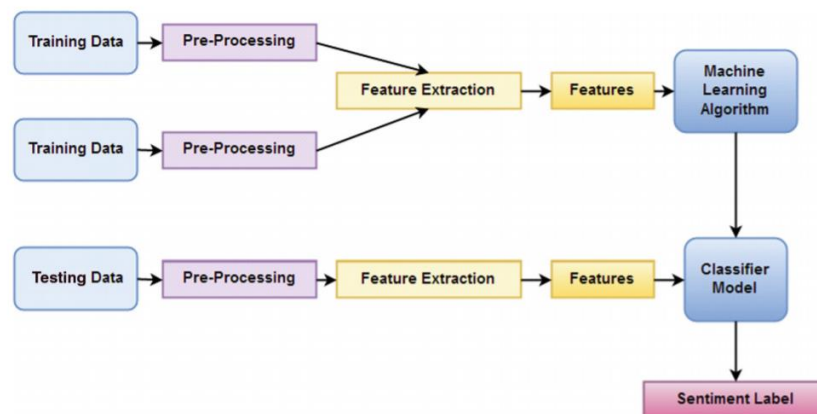 Training Data
Pre-Processing
Feature Extraction
Features
Machine
Learning
Algorithm
Training Data
Pre-Processing
Testing Data
Pre-Processing
Feature Extraction
Features
Classifier
Model
Sentiment Label